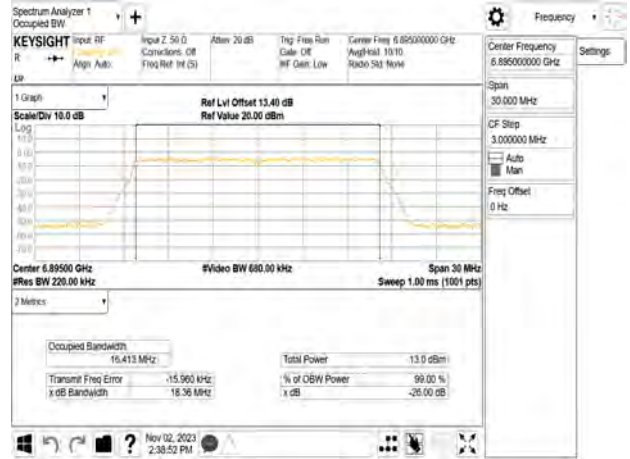 Spectrum Analyzer 1
Occupied BW
+
Frequency
KEYSIGHT
Input: RF
Input Z: 50 Ω
Atten: 20 dB
Trig: Free Run
Center Freq: 6.895000000 GHz
R
Corrections: Off
Gate: Off
Avg|Hold: 10/10
Align: Auto
Freq Ref: Int (S)
#IF Gain: Low
Radio Std: None
Center Frequency
6.895000000 GHz
Settings
Span
30.000 MHz
CF Step
3.000000 MHz
Auto
Man
Freq Offset
0 Hz
1 Graph
Ref Lvl Offset 13.40 dB
Scale/Div 10.0 dB
Ref Value 20.00 dBm
Log
Center 6.89500 GHz
#Video BW 680.00 kHz
Span 30 MHz
#Res BW 220.00 kHz
Sweep 1.00 ms (1001 pts)
2 Metrics
Occupied Bandwidth
16.413 MHz
Total Power
13.0 dBm
Transmit Freq Error
-15.960 kHz
% of OBW Power
99.00 %
x dB Bandwidth
18.36 MHz
x dB
-26.00 dB
?
Nov 02, 2023
2:38:52 PM